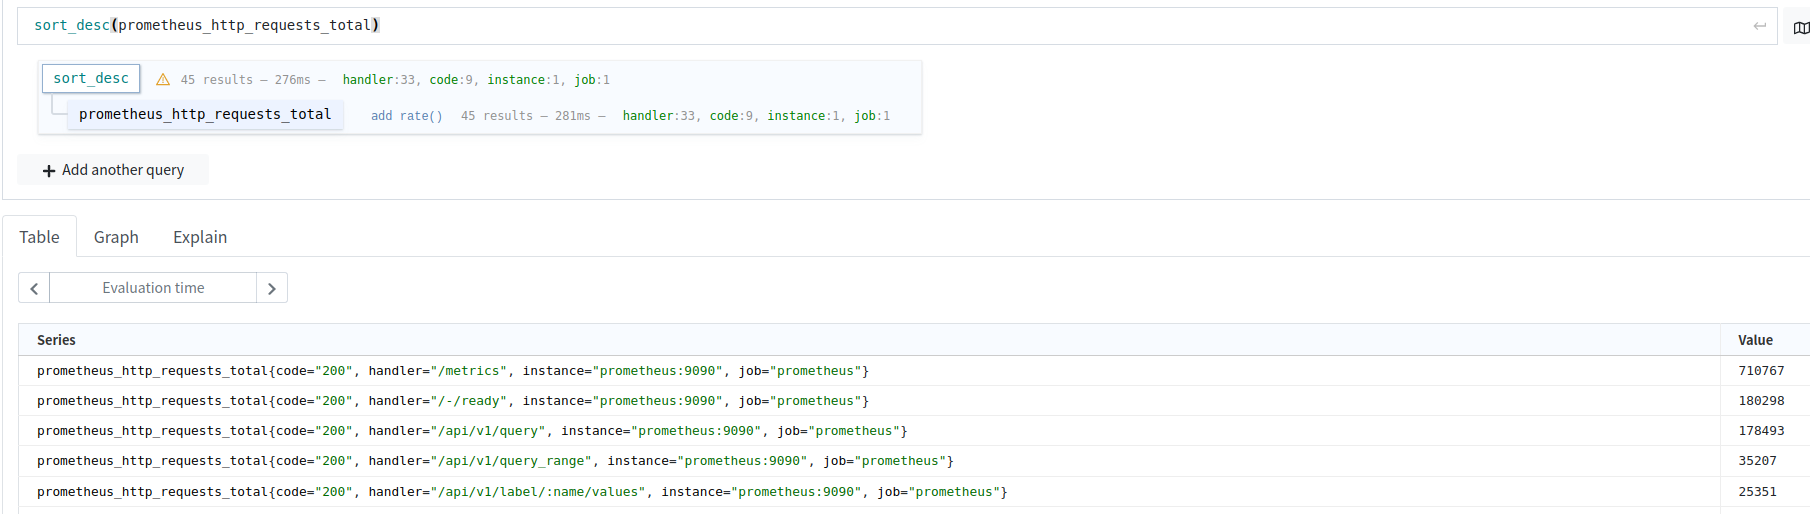 sort_desc(prometheus_http_requests_total)
sort_desc 45 results – 276ms – handler:33, code:9, instance:1, job:1
prometheus_http_requests_total add rate() 45 results – 281ms – handler:33, code:9, instance:1, job:1
Add another query
Table Graph Explain
Evaluation time
Series Value
prometheus_http_requests_total{code="200", handler="/metrics", instance="prometheus:9090", job="prometheus"} 710767
prometheus_http_requests_total{code="200", handler="/-/ready", instance="prometheus:9090", job="prometheus"} 180298
prometheus_http_requests_total{code="200", handler="/api/v1/query", instance="prometheus:9090", job="prometheus"} 178493
prometheus_http_requests_total{code="200", handler="/api/v1/query_range", instance="prometheus:9090", job="prometheus"} 35207
prometheus_http_requests_total{code="200", handler="/api/v1/label/:name/values", instance="prometheus:9090", job="prometheus"} 25351